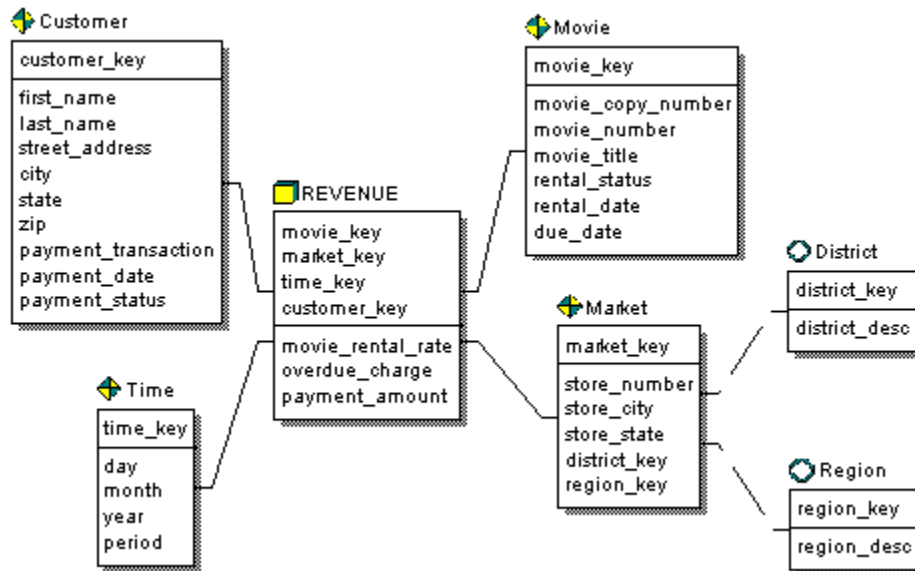 Customer
customer_key
first_name
last_name
street_address
city
state
zip
payment_transaction
payment_date
payment_status
Movie
movie_key
movie_copy_number
movie_number
movie_title
rental_status
rental_date
due_date
REVENUE
movie_key
market_key
time_key
customer_key
movie_rental_rate
overdue_charge
payment_amount
Time
time_key
day
month
year
period
Market
market_key
store_number
store_city
store_state
district_key
region_key
District
district_key
district_desc
Region
region_key
region_desc